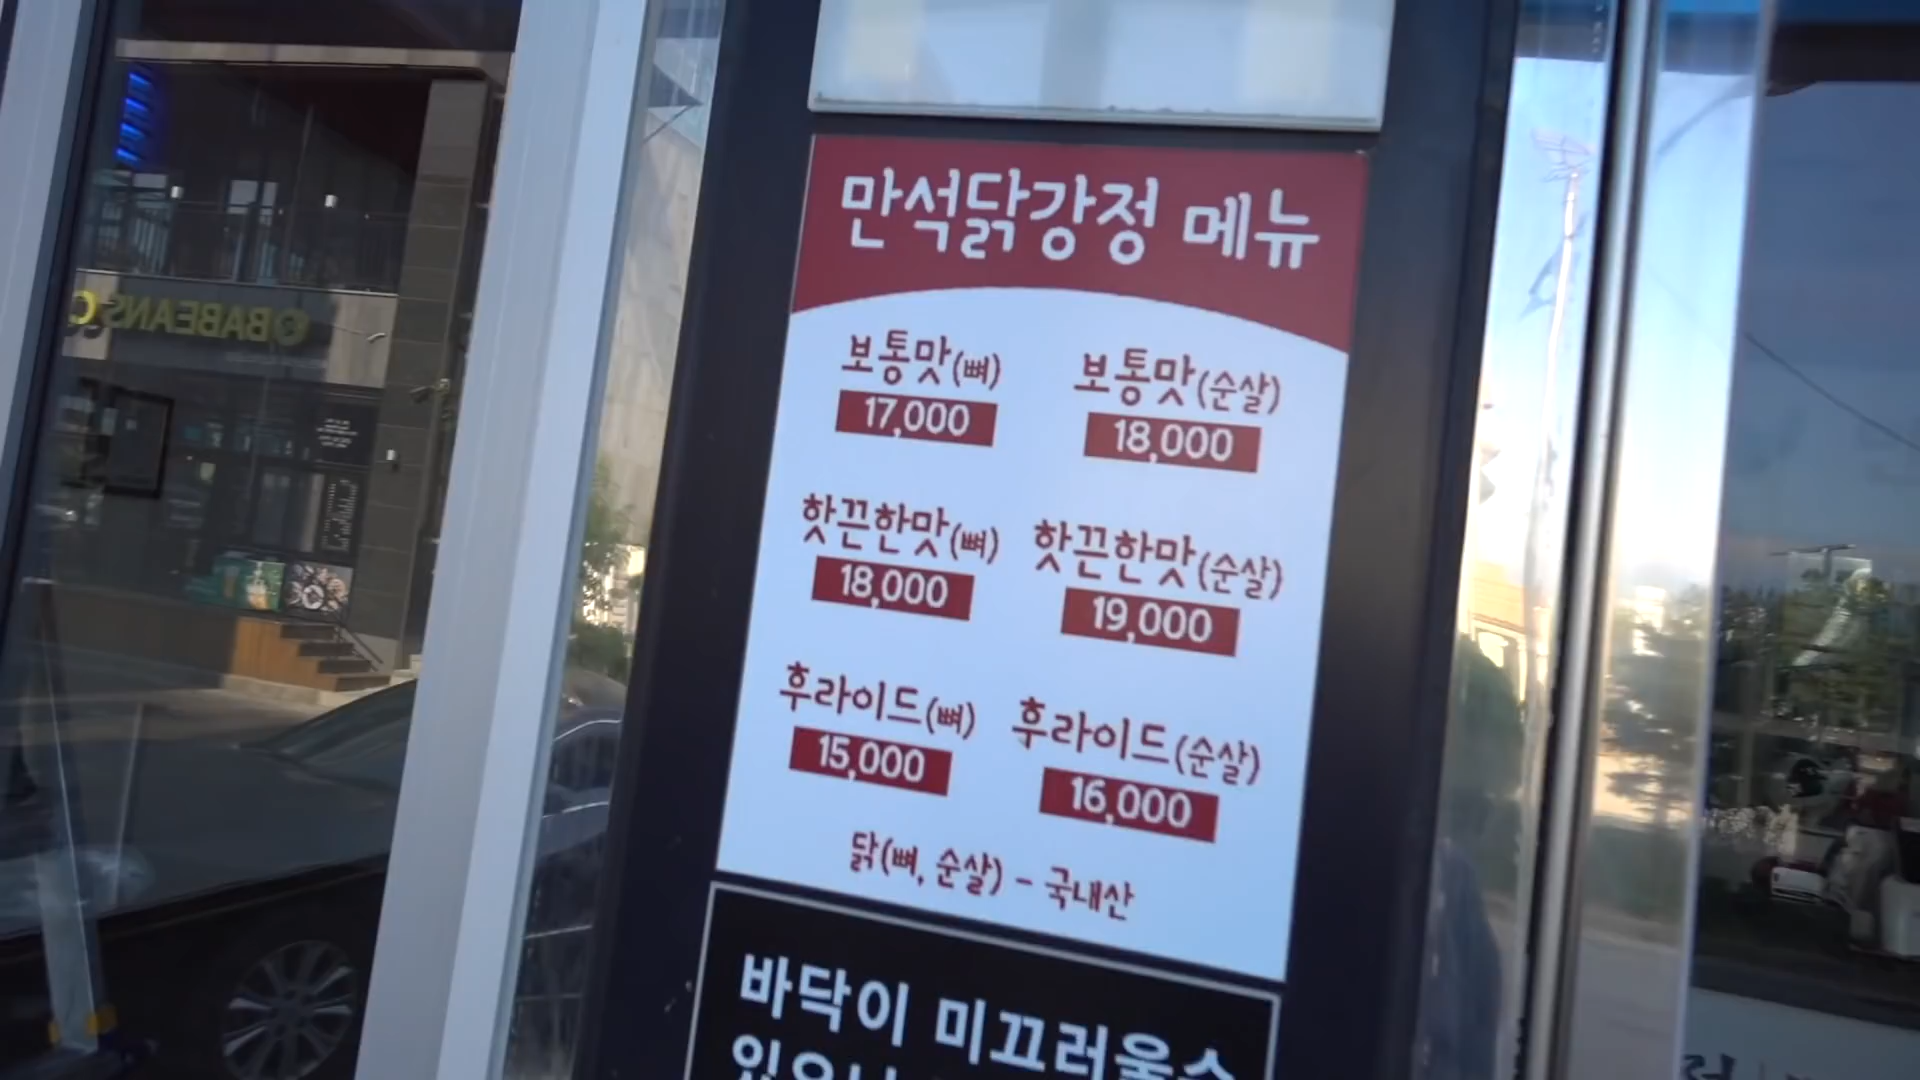 만석닭강정 메뉴
보통맛(뼈) 보통맛(순살)
17,000 18,000
핫끈한맛(뼈) 핫끈한맛(순살)
18,000 19,000
후라이드(뼈) 후라이드(순살)
15,000 16,000
닭(뼈, 순살) - 국내산
바닥이 미끄러울수
BABEANS C